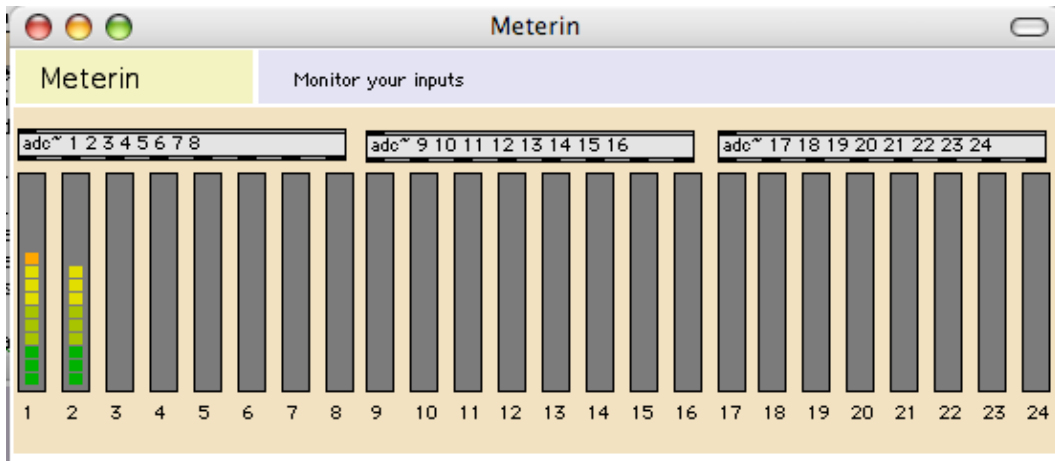 Meterin
Meterin
Monitor your inputs
adc~ 1 2 3 4 5 6 7 8
adc~ 9 10 11 12 13 14 15 16
adc~ 17 18 19 20 21 22 23 24
1 2 3 4 5 6 7 8 9 10 11 12 13 14 15 16 17 18 19 20 21 22 23 24